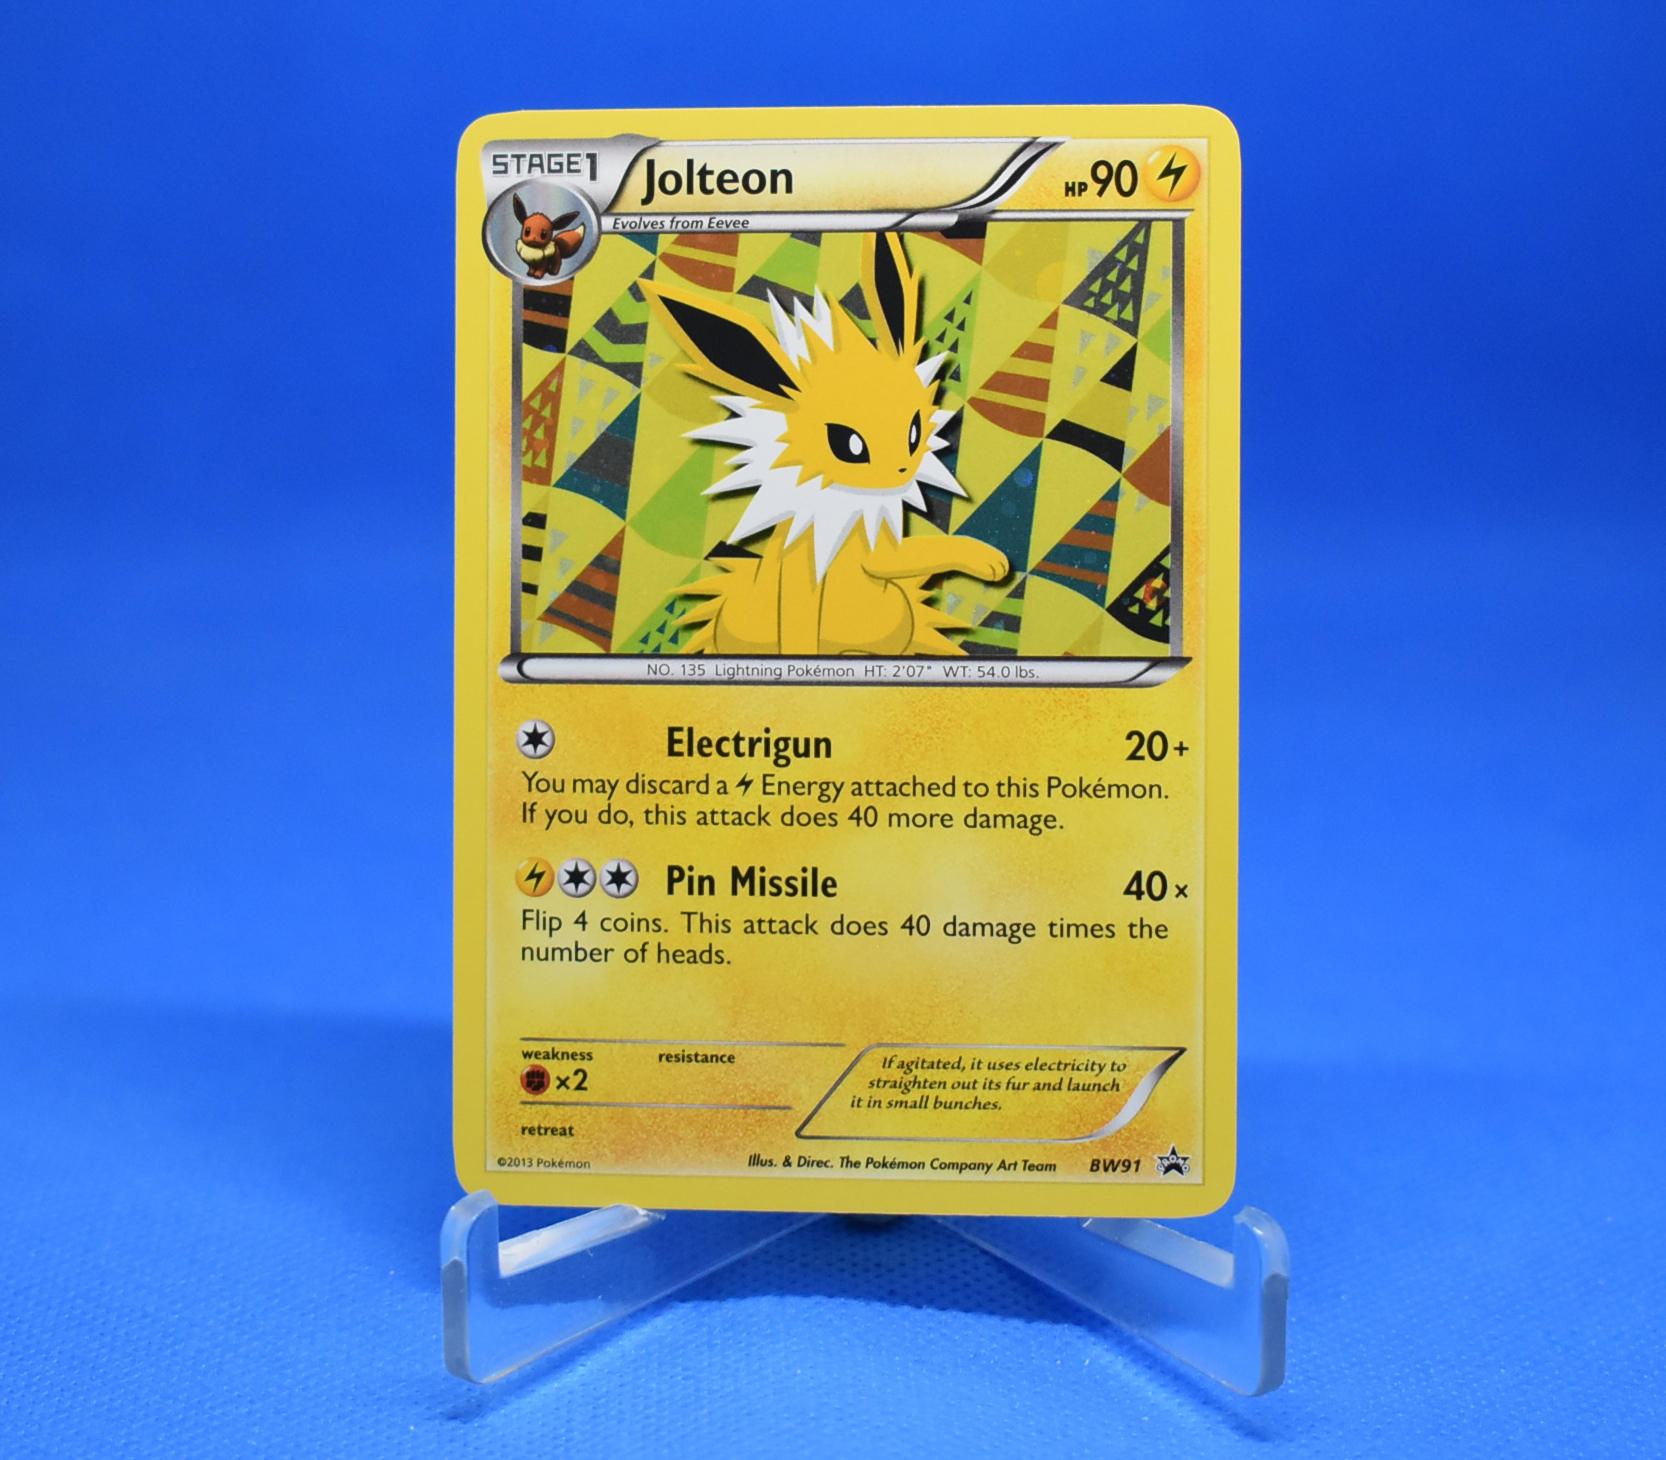 STAGE1 Jolteon HP90
Evolves from Eevee
NO. 135 Lightning Pokémon HT: 2'07" WT: 54.0 lbs.
Electrigun 20+
You may discard a Energy attached to this Pokémon.
If you do, this attack does 40 more damage.
Pin Missile 40×
Flip 4 coins. This attack does 40 damage times the
number of heads.
weakness resistance
×2
retreat
If agitated, it uses electricity to
straighten out its fur and launch
it in small bunches.
©2013 Pokémon Illus. & Direc. The Pokémon Company Art Team BW91 PROMO